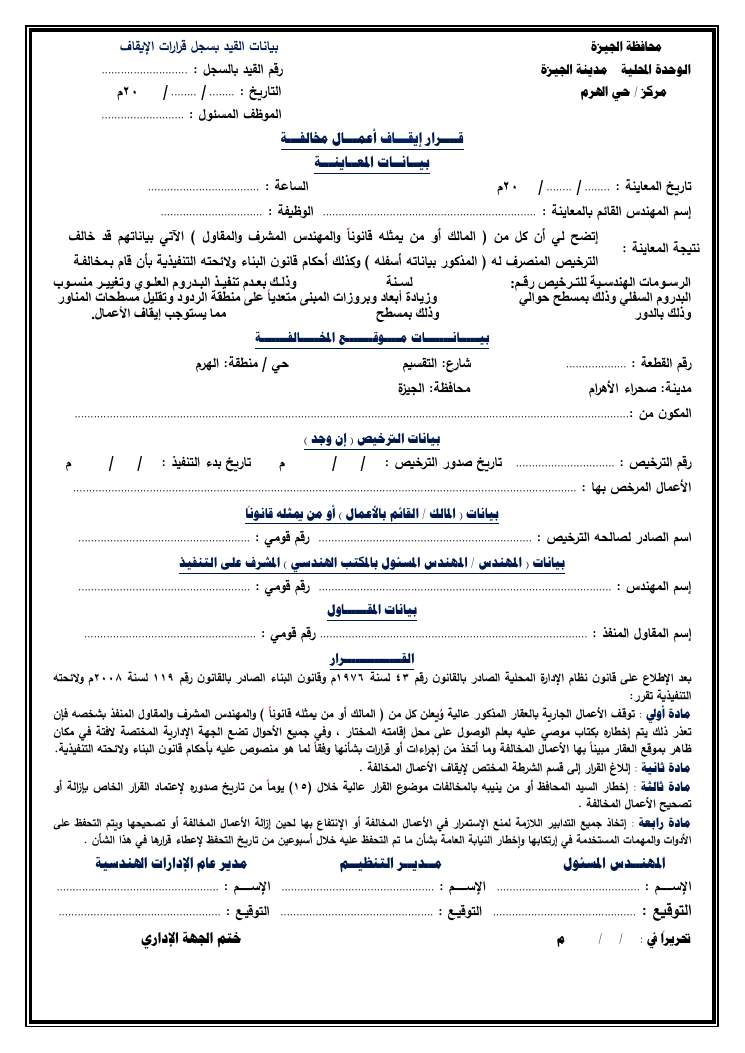 محافظة الجيزة
الوحدة المحلية مدينة الجيزة
مركز / حي الهرم
بيانات القيد بسجل قرارات الإيقاف
رقم القيد بالسجل : ...........................
التاريخ : ........ / ........ / ٢٠م
الموظف المسئول : ..........................
قـــرار إيقـــاف أعمـــال مخالفـــة
بيـــانـــات المعـــاينـــة
تاريخ المعاينة : ........ / ........ / ٢٠م الساعة : ...................................
إسم المهندس القائم بالمعاينة : ................................................................... الوظيفة : ................................
نتيجة المعاينة : إتضح لي أن كل من ( المالك أو من يمثله قانوناً والمهندس المشرف والمقاول ) الآتي بياناتهم قد خالف
الترخيص المنصرف له ( المذكور بياناته أسفله ) وكذلك أحكام قانون البناء ولائحته التنفيذية بأن قام بمخالفة
الرسومات الهندسية للترخيص رقم: لسنة وذلك بعدم تنفيذ البدروم العلوي وتغيير منسوب
البدروم السفلي وذلك بمسطح حوالي وزيادة أبعاد وبروزات المبنى متعدياً على منطقة الردود وتقليل مسطحات المناور
وذلك بالدور وذلك بمسطح مما يستوجب إيقاف الأعمال.
بيـــانـــات مـــوقـــع المخـــالفـــة
رقم القطعة : ................... شارع: التقسيم حي / منطقة: الهرم
مدينة: صحراء الأهرام محافظة: الجيزة
المكون من :...............................................................................................................
بيانات الترخيص ( إن وجد )
رقم الترخيص : ............................... تاريخ صدور الترخيص : / / م تاريخ بدء التنفيذ : / / م
الأعمال المرخص بها : ...............................................................................................................
بيانات ( المالك / القائم بالأعمال ) أو من يمثله قانونًا
اسم الصادر لصالحه الترخيص : ................................................................... رقم قومي : ......................................................
بيانات ( المهندس / المهندس المسئول بالمكتب الهندسي ) المشرف على التنفيذ
إسم المهندس : ................................................................................... رقم قومي : ......................................................
بيانات المقـــاول
إسم المقاول المنفذ : ................................................................................... رقم قومي : ......................................................
القـــــــرار
بعد الإطلاع على قانون نظام الإدارة المحلية الصادر بالقانون رقم ٤٣ لسنة ١٩٧٦م وقانون البناء الصادر بالقانون رقم ١١٩ لسنة ٢٠٠٨م ولائحته
التنفيذية تقرر:
مادة أولي : توقف الأعمال الجارية بالعقار المذكور عالية وُيعلن كل من ( المالك أو من يمثله قانوناً ) والمهندس المشرف والمقاول المنفذ بشخصه فإن
تعذر ذلك يتم إخطاره بكتاب موصي عليه بعلم الوصول على محل إقامته المختار ، وفي جميع الأحوال تضع الجهة الإدارية المختصة لافتة في مكان
ظاهر بموقع العقار مبيناً بها الأعمال المخالفة وما أتخذ من إجراءات أو قرارات بشأنها وفقاً لما هو منصوص عليه بأحكام قانون البناء ولائحته التنفيذية.
مادة ثانية : إللاغ القرار إلى قسم الشرطة المختص لإيقاف الأعمال المخالفة .
مادة ثالثة : إخطار السيد المحافظ أو من ينيبه بالمخالفات موضوع القرار عالية خلال (١٥) يوماً من تاريخ صدوره لإعتماد القرار الخاص بإزالة أو
تصحيح الأعمال المخالفة .
مادة رابعة : إتخاذ جميع التدابير اللازمة لمنع الإستمرار في الأعمال المخالفة أو الإنتفاع بها لحين إزالة الأعمال المخالفة أو تصحيحها ويتم التحفظ على
الأدوات والمهمات المستخدمة في إرتكابها وإخطار النيابة العامة بشأن ما تم التحفظ عليه خلال أسبوعين من تاريخ التحفظ لإعطاء قرارها في هذا الشأن .
المهنـــدس المسئول مـــديـــر التنظيـــم مدير عام الإدارات الهندسية
الإســـم : ............................................. الإســـم : ................................................ الإســـم : ...................................................
التوقيع : ............................................. التوقيع : ................................................ التوقيع : ...................................................
تحريراً في : / / م ختم الجهة الإداري